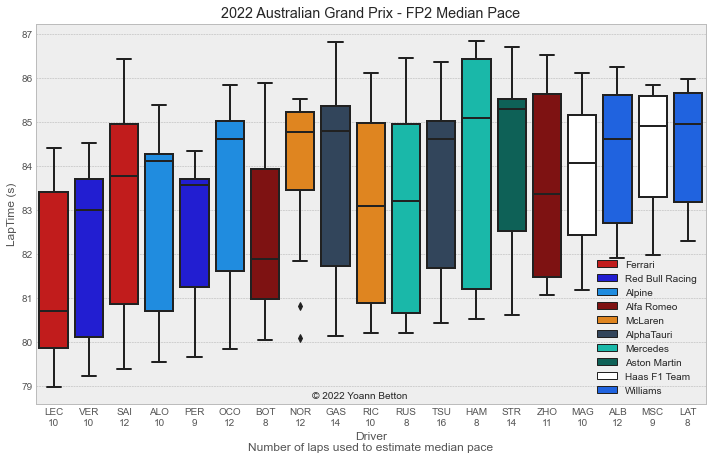 2022 Australian Grand Prix - FP2 Median Pace
87
86
85
84
83
82
81
80
79
LapTime (s)
Ferrari
Red Bull Racing
Alpine
Alfa Romeo
McLaren
AlphaTauri
Mercedes
Aston Martin
Haas F1 Team
Williams
© 2022 Yoann Betton
LEC VER SAI ALO PER OCO BOT NOR GAS RIC RUS TSU HAM STR ZHO MAG ALB MSC LAT
10 10 12 10 9 12 8 12 14 10 8 16 8 14 8 10 12 9 8
Driver
Number of laps used to estimate median pace